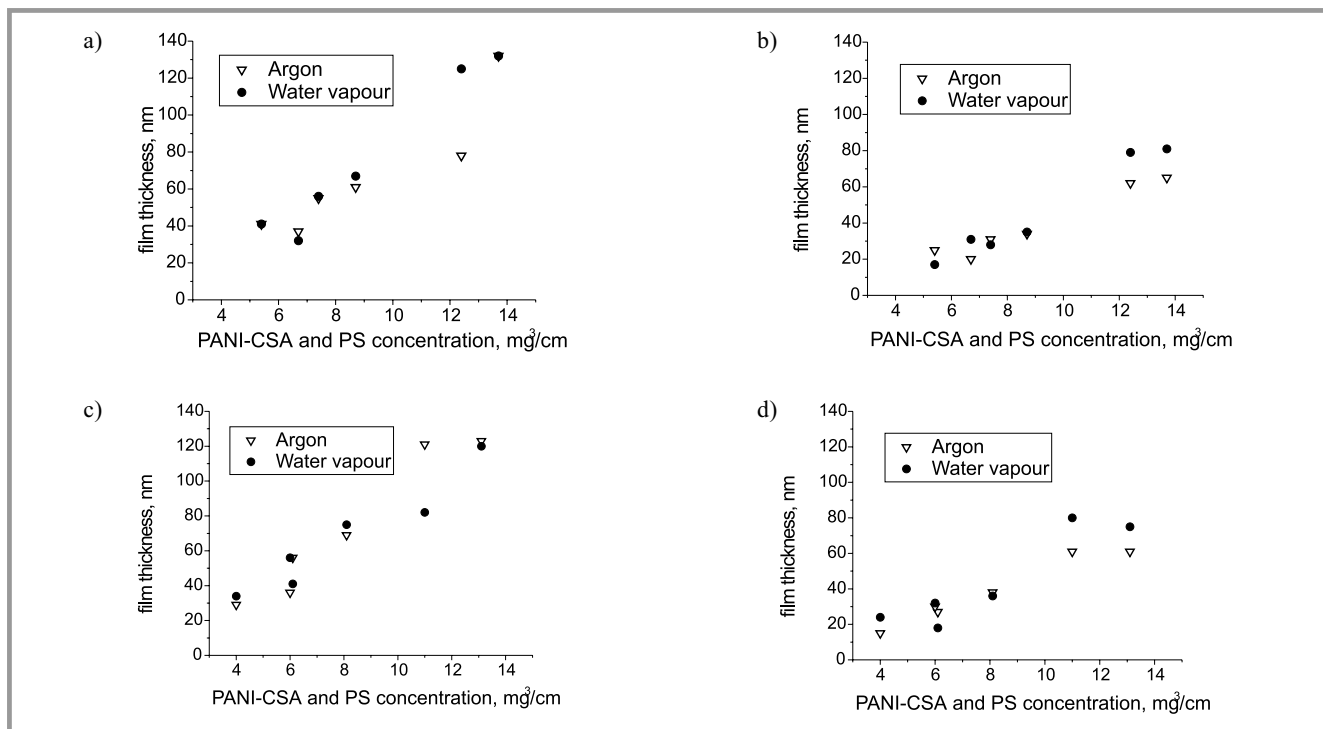 a)
140
120
100
80
60
40
20
0
film thickness, nm
Argon
Water vapour
4 6 8 10 12 14
PANI-CSA and PS concentration, mg/cm³
b)
140
120
100
80
60
40
20
0
film thickness, nm
Argon
Water vapour
4 6 8 10 12 14
PANI-CSA and PS concentration, mg/cm³
c)
140
120
100
80
60
40
20
0
film thickness, nm
Argon
Water vapour
4 6 8 10 12 14
PANI-CSA and PS concentration, mg/cm³
d)
140
120
100
80
60
40
20
0
film thickness, nm
Argon
Water vapour
4 6 8 10 12 14
PANI-CSA and PS concentration, mg/cm³